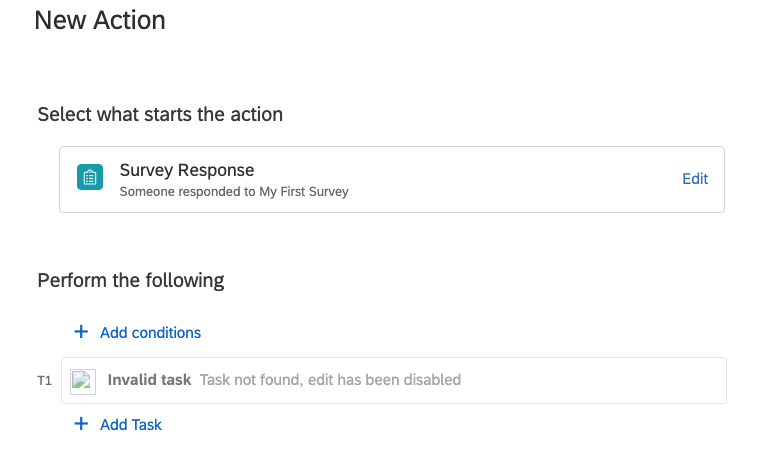 New Action
Select what starts the action
Survey Response
Someone responded to My First Survey
Edit
Perform the following
+ Add conditions
T1 Invalid task Task not found, edit has been disabled
+ Add Task